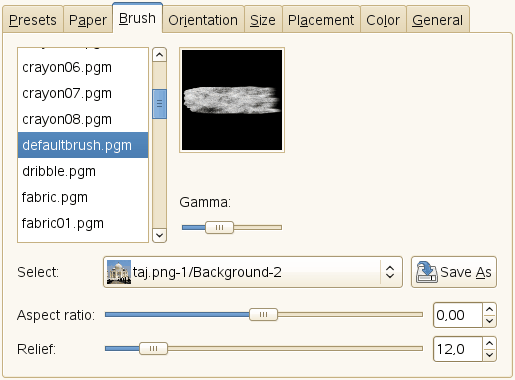 Presets Paper Brush Orientation Size Placement Color General
crayon06.pgm
crayon07.pgm
crayon08.pgm
defaultbrush.pgm
dribble.pgm
fabric.pgm
fabric01.pgm
Gamma:
Select: taj.png-1/Background-2 Save As
Aspect ratio: 0,00
Relief: 12,0